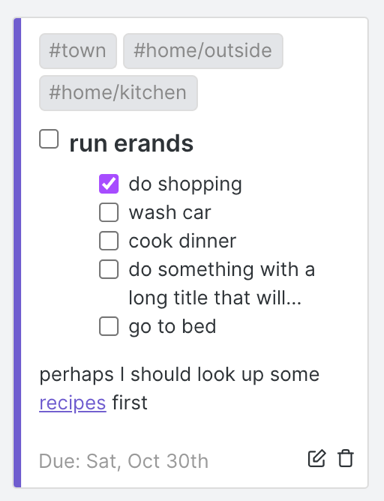 #town #home/outside
#home/kitchen
run erands
do shopping
wash car
cook dinner
do something with a
long title that will...
go to bed
perhaps I should look up some
recipes first
Due: Sat, Oct 30th